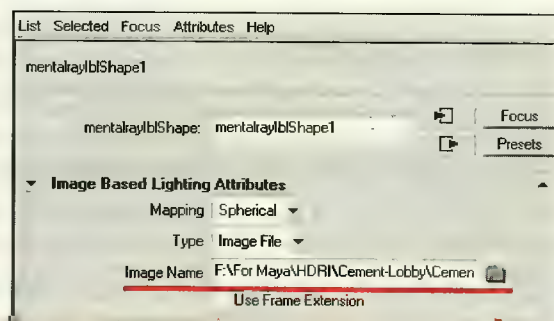 List Selected Focus Attributes Help
mentalrayIblShape1
mentalrayIblShape: mentalrayIblShape1
Focus
Presets
Image Based Lighting Attributes
Mapping Spherical
Type Image File
Image Name F:\For Maya\HDRI\Cement-Lobby\Cemen
Use Frame Extension